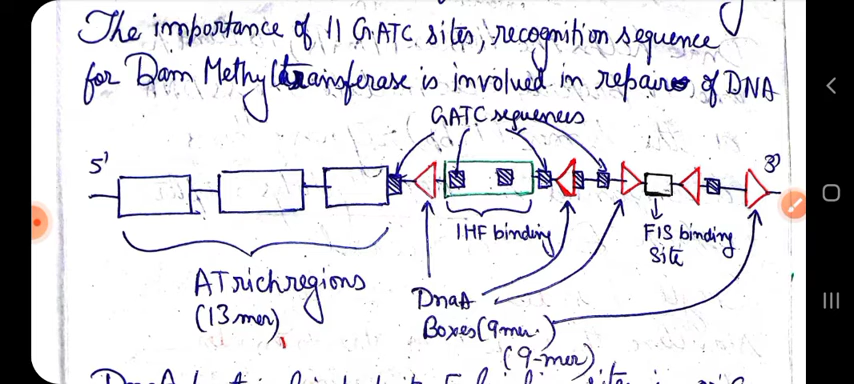 The importance of 11 GATC sites, recognition sequence
for Dam Methyltransferase is involved in repair of DNA
GATC sequences
5' 3'
IHF binding
FIS binding
site
AT rich regions
(13 mer)
DnaA
Boxes (9 mer.)
(9-mer)